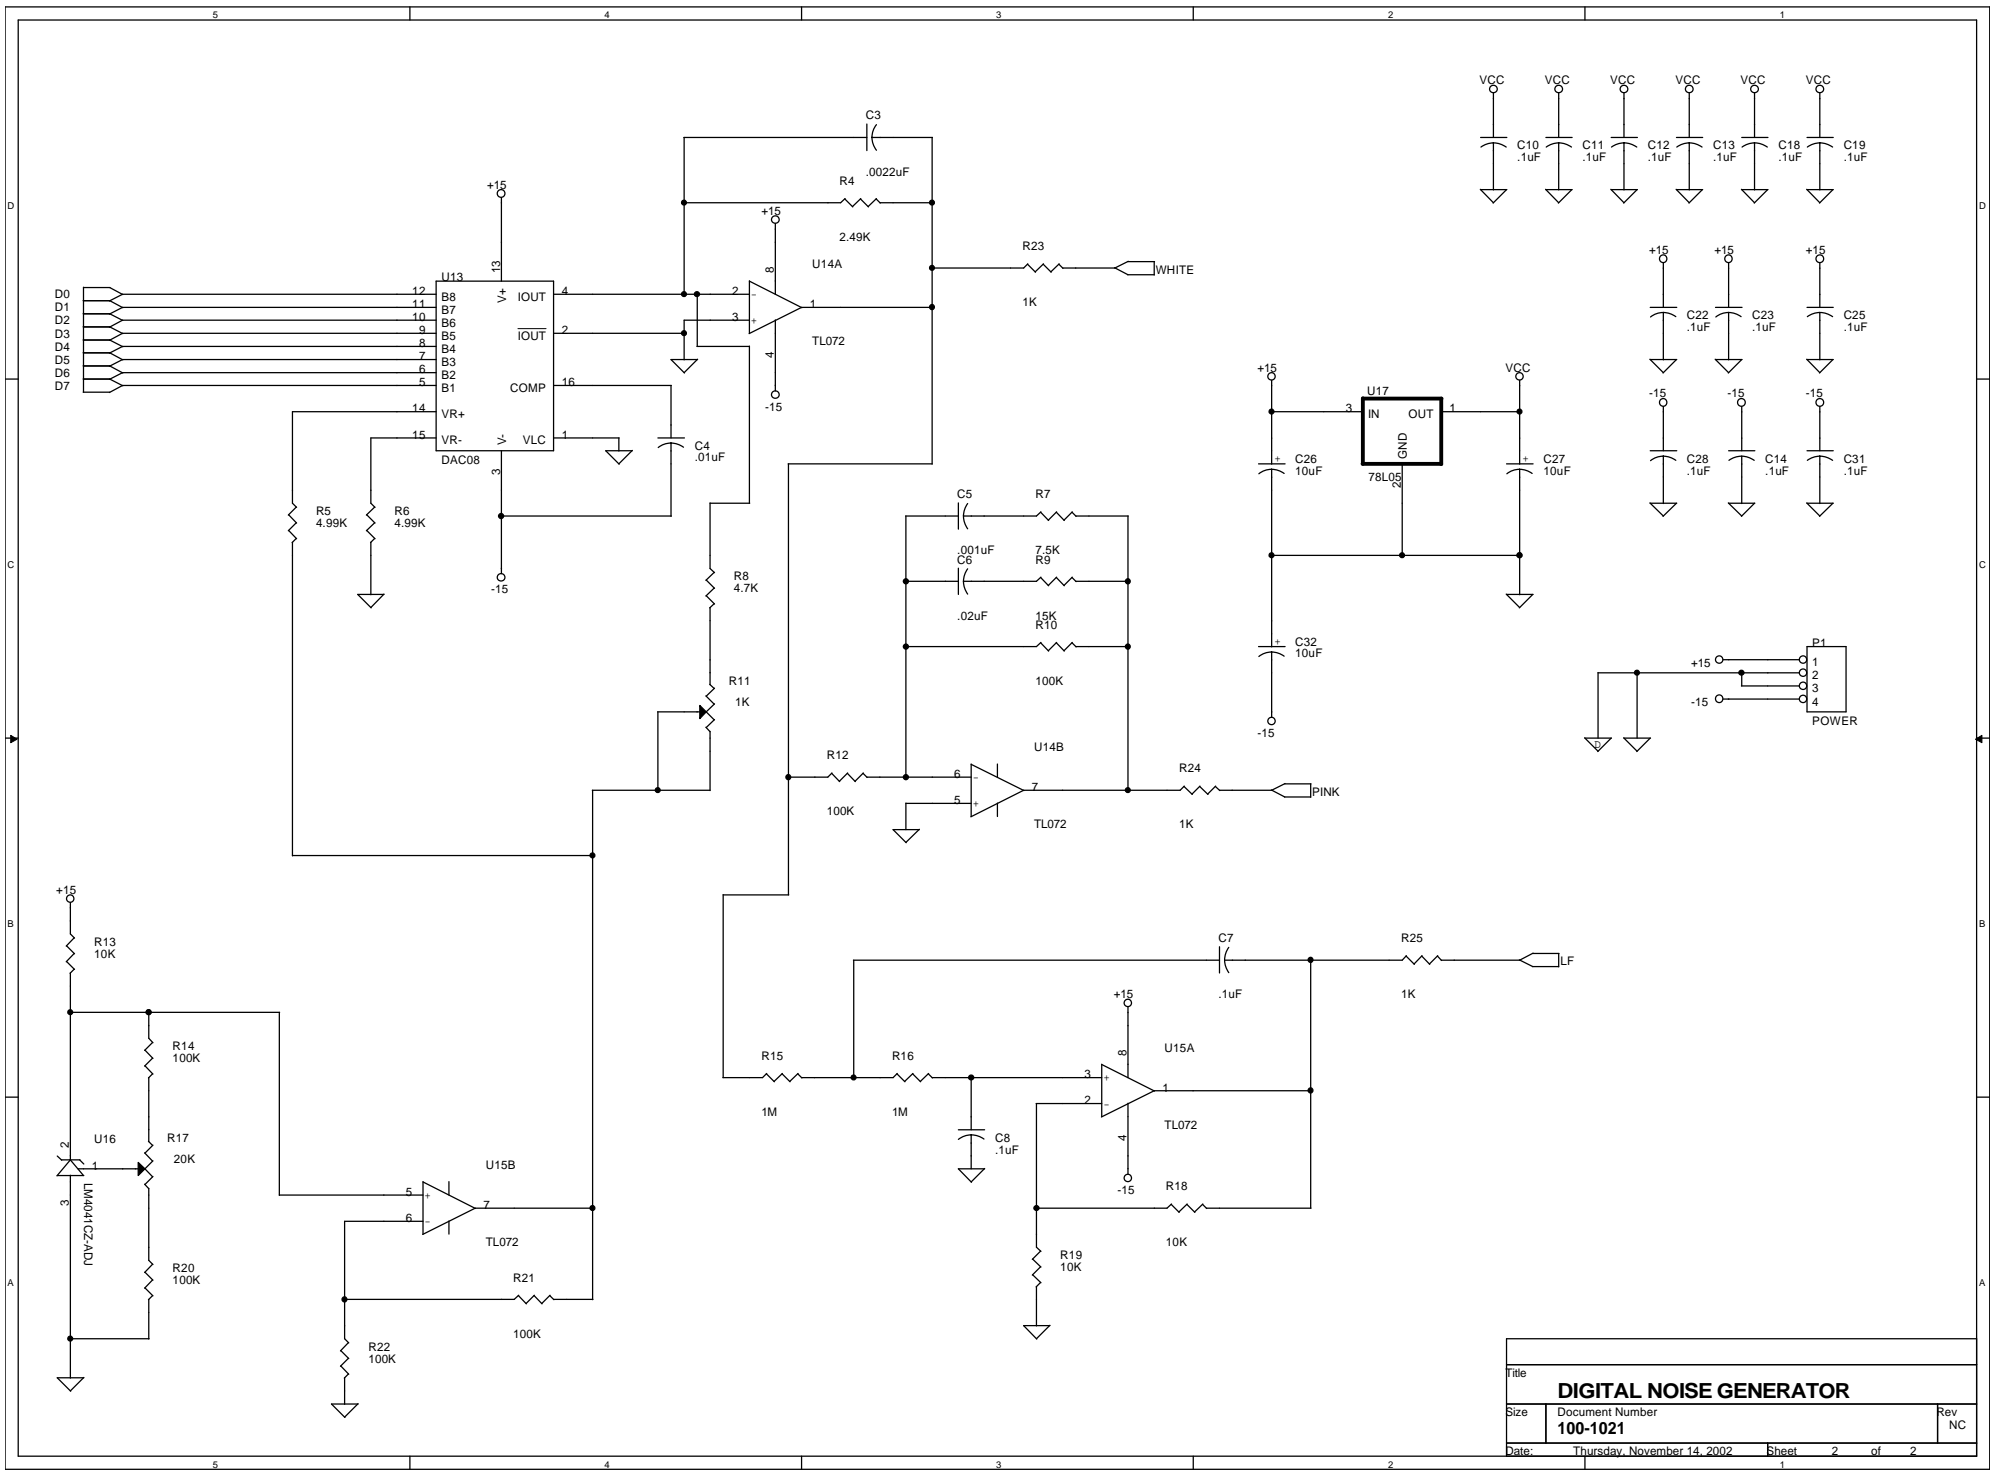 5 4 3 2 1
D
C
B
A
D
C
B
A
5 4 3 2 1
VCC VCC VCC VCC VCC VCC
C10 .1uF
C11 .1uF
C12 .1uF
C13 .1uF
C18 .1uF
C19 .1uF
+15 +15 +15
C22 .1uF
C23 .1uF
C25 .1uF
-15 -15 -15
C28 .1uF
C14 .1uF
C31 .1uF
C3
.0022uF
R4
2.49K
+15
+15
U14A
8
2 −
3 +
1
4
TL072
-15
R23
1K
WHITE
U13
13
V+
D0 12 B8
D1 11 B7
D2 10 B6
D3 9 B5
D4 8 B4
D5 7 B3
D6 6 B2
D7 5 B1
14 VR+
15 VR-
IOUT 4
IOUT 2
COMP 16
VLC 1
V-
3
DAC08
-15
C4
.01uF
R5
4.99K
R6
4.99K
R8
4.7K
R11
1K
C5
.001uF
R7
7.5K
C6
.02uF
R9
15K
R10
100K
R12
100K
U14B
6 −
5 +
7
TL072
R24
1K
PINK
+15
VCC
U17
3 IN OUT 1
GND
2
78L05
C26
10uF
+
C27
10uF
+
C32
10uF
+
-15
P1
+15 1
2
3
-15 4
POWER
D
+15
R13
10K
R14
100K
R17
20K
R20
100K
U16
2
1
3
LM4041CZ-ADJ
U15B
5 +
6 −
7
TL072
R21
100K
R22
100K
R15
1M
R16
1M
C7
.1uF
C8
.1uF
+15
U15A
8
3 +
2 −
1
4
TL072
-15
R18
10K
R19
10K
R25
1K
LF
Title
DIGITAL NOISE GENERATOR
Size Document Number Rev
100-1021 NC
Date: Thursday, November 14, 2002 Sheet 2 of 2